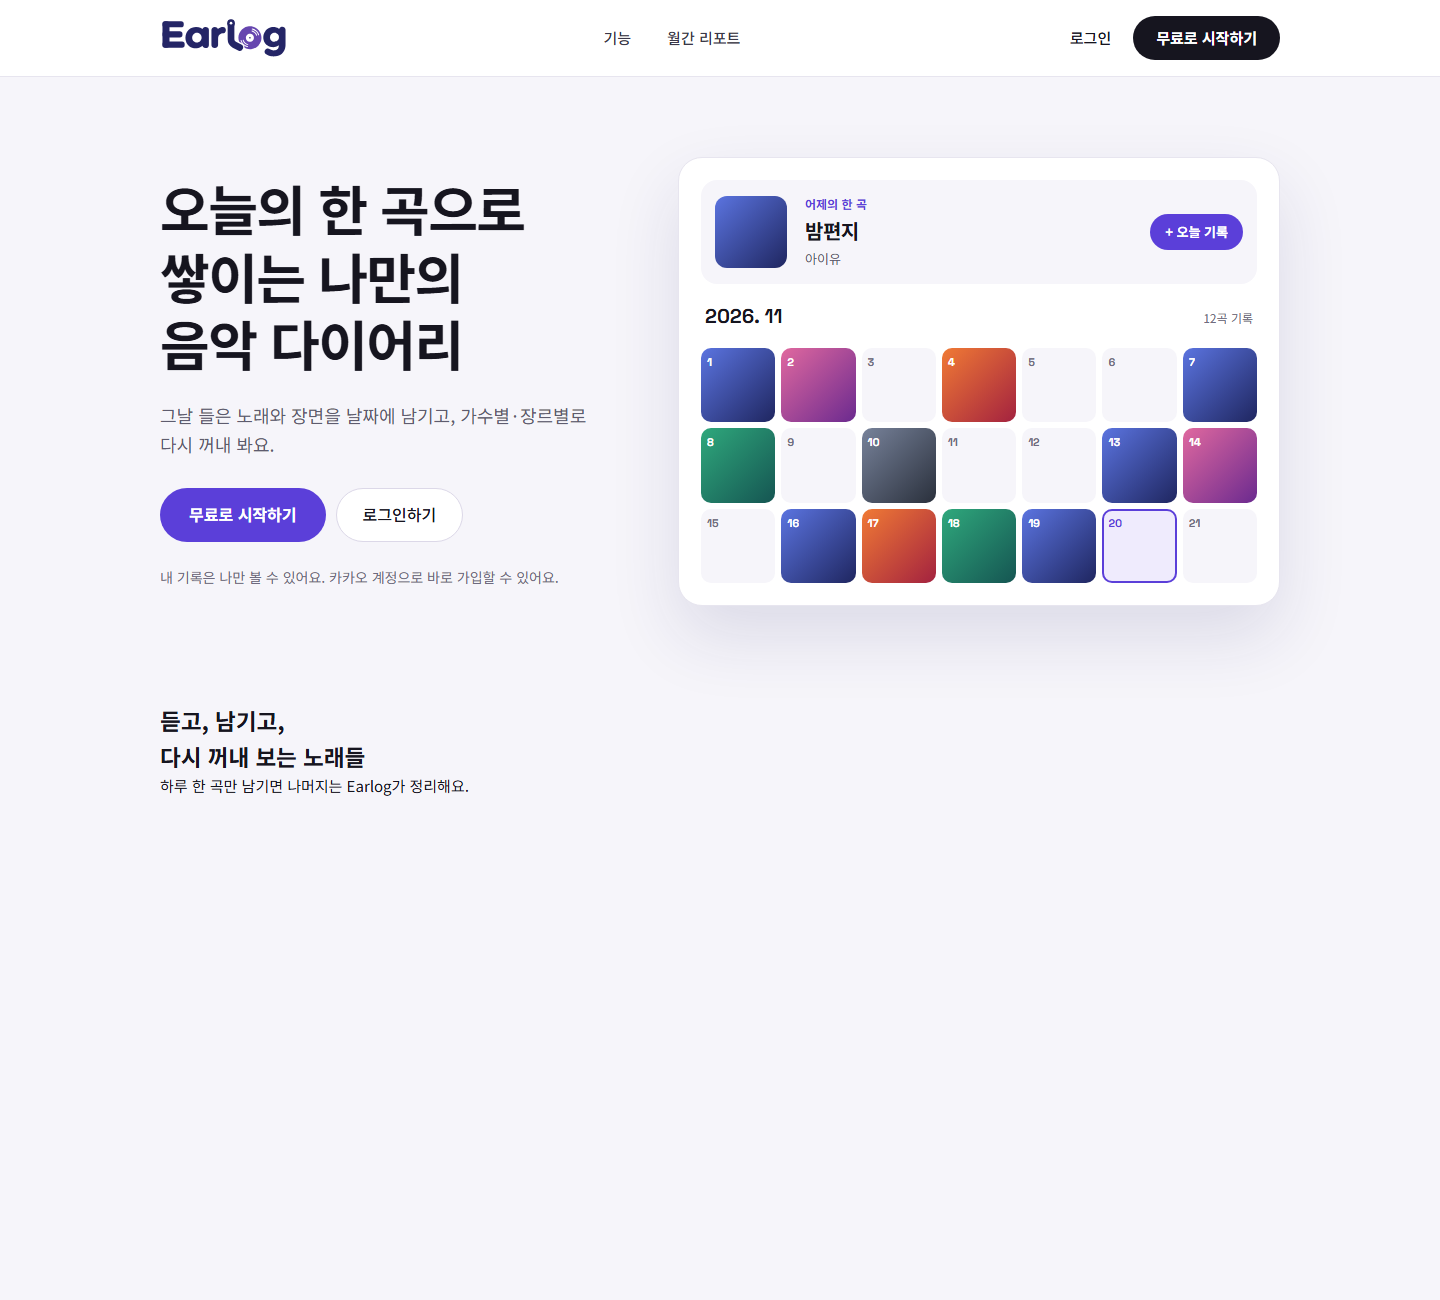 Earlog
기능
월간 리포트
로그인
무료로 시작하기
오늘의 한 곡으로
쌓이는 나만의
음악 다이어리
그날 들은 노래와 장면을 날짜에 남기고, 가수별·장르별로
다시 꺼내 봐요.
무료로 시작하기
로그인하기
내 기록은 나만 볼 수 있어요. 카카오 계정으로 바로 가입할 수 있어요.
어제의 한 곡
밤편지
아이유
+ 오늘 기록
2026. 11
12곡 기록
1 2 3 4 5 6 7
8 9 10 11 12 13 14
15 16 17 18 19 20 21
듣고, 남기고,
다시 꺼내 보는 노래들
하루 한 곡만 남기면 나머지는 Earlog가 정리해요.